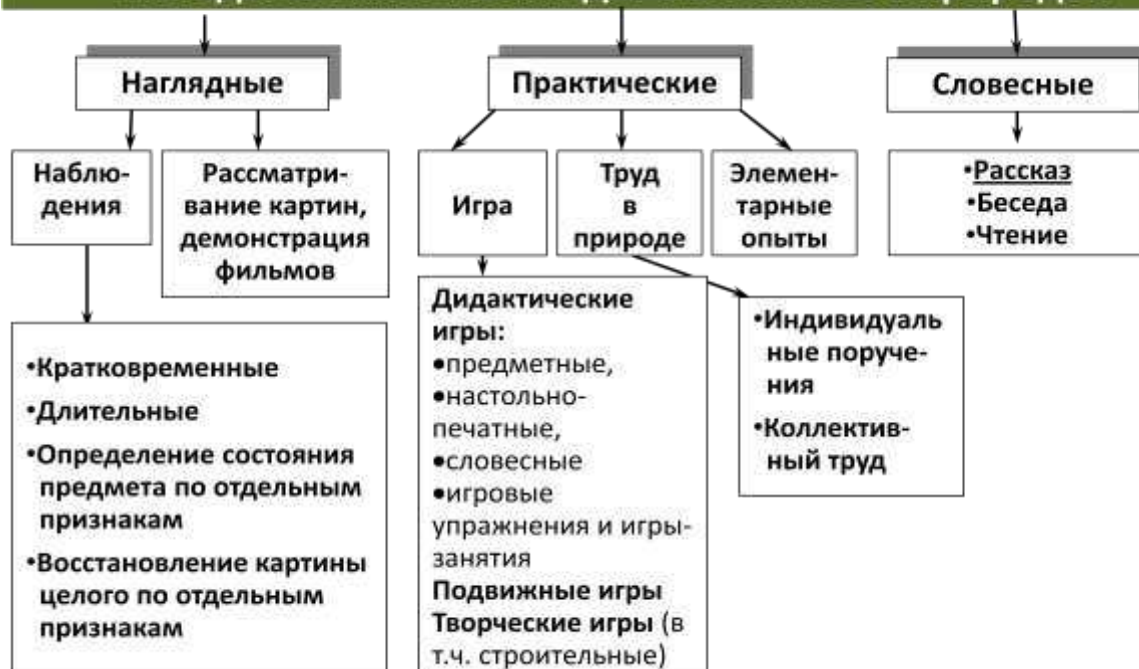 Наглядные
Практические
Словесные
Наблю-
дения
Рассматри-
вание картин,
демонстрация
фильмов
Игра
Труд
в
природе
Элемен-
тарные
опыты
•Рассказ
•Беседа
•Чтение
•Кратковременные
•Длительные
•Определение состояния
предмета по отдельным
признакам
•Восстановление картины
целого по отдельным
признакам
Дидактические
игры:
•предметные,
•настольно-
печатные,
•словесные
•игровые
упражнения и игры-
занятия
Подвижные игры
Творческие игры (в
т.ч. строительные)
•Индивидуаль
ные поруче-
ния
•Коллектив-
ный труд